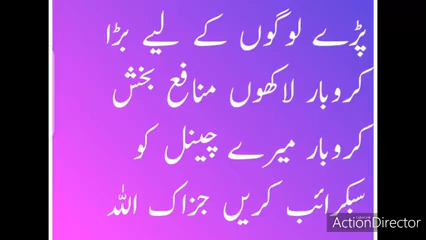 پڑے لوگوں کے لیے بڑا
کروبار لاکھوں منافع بخش
کروبار میرے چینل کو
سبکرائب کریں جزاک اللہ
ActionDirector